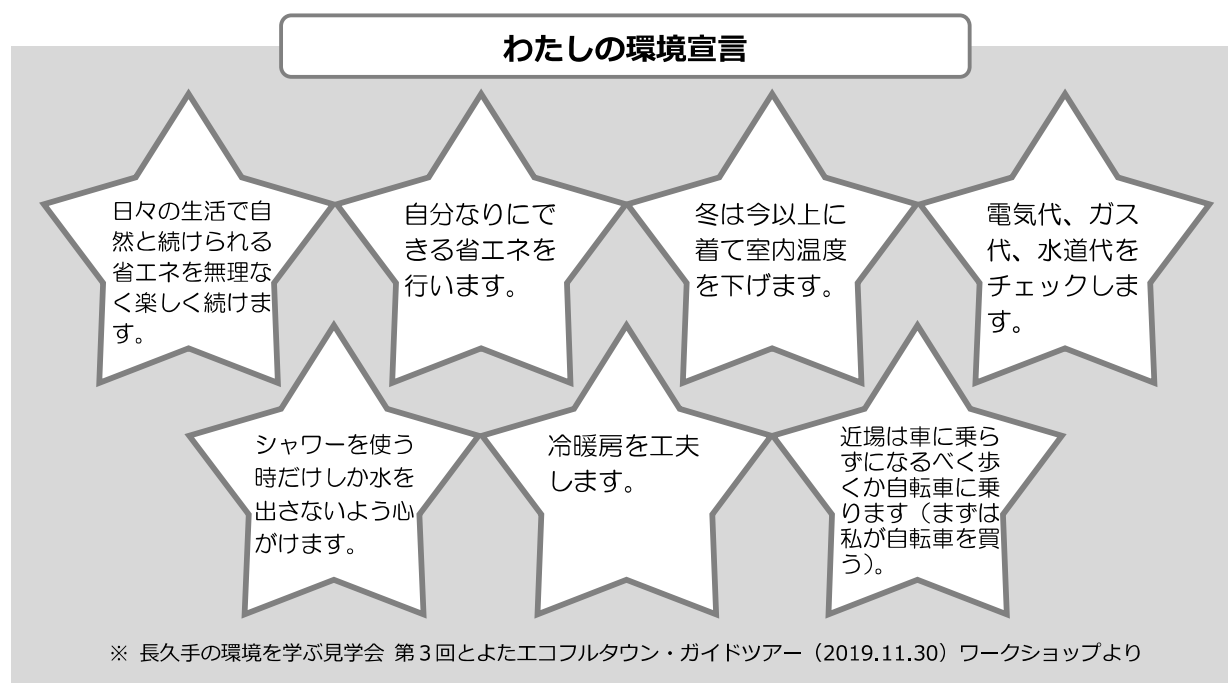 わたしの環境宣言
日々の生活で自
然と続けられる
省エネを無理な
く楽しく続けま
す。
自分なりにで
きる省エネを
行います。
冬は今以上に
着て室内温度
を下げます。
電気代、ガス
代、水道代を
チェックしま
す。
シャワーを使う
時だけしか水を
出さないよう心
がけます。
冷暖房を工夫
します。
近場は車に乗ら
ずになるべく歩
くか自転車に乗
ります（まずは
私が自転車を買
う）。
※ 長久手の環境を学ぶ見学会 第３回とよたエコフルタウン・ガイドツアー（2019.11.30）ワークショップより